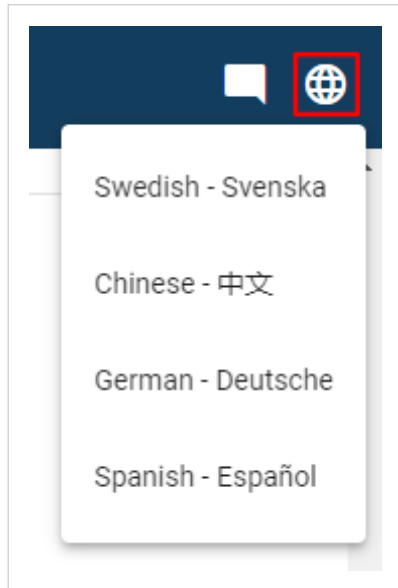 Swedish - Svenska
Chinese - 中文
German - Deutsche
Spanish - Español